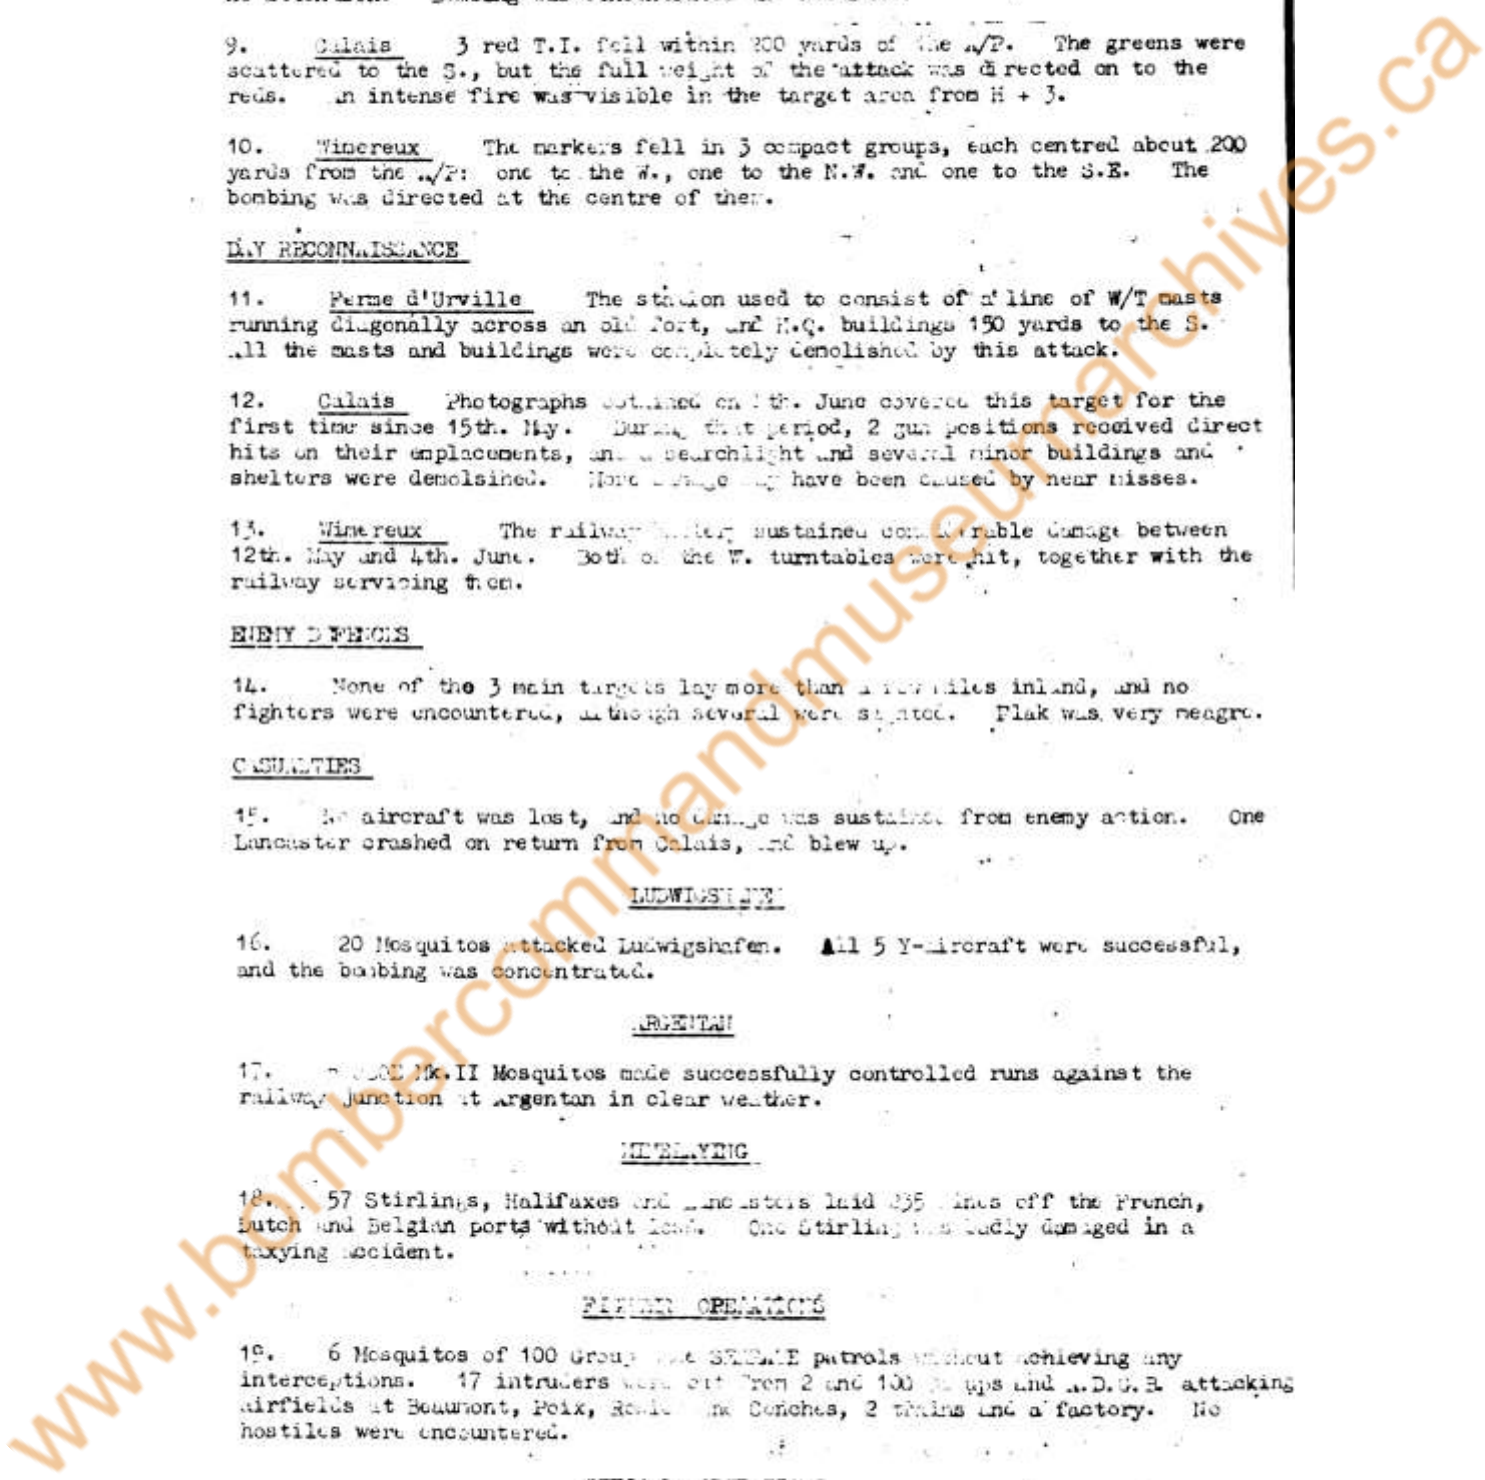 9. Calais 3 red T.I. fell within 200 yards of the A/P. The greens were
scattered to the S., but the full weight of the attack was directed on to the
reds. An intense fire was visible in the target area from H + 3.
10. Wimereux The markers fell in 3 compact groups, each centred about 200
yards from the A/P: one to the W., one to the N.W. and one to the S.E. The
bombing was directed at the centre of them.
DAY RECONNAISSANCE
11. Ferme d'Urville The station used to consist of a line of W/T masts
running diagonally across an old fort, and H.Q. buildings 150 yards to the S.
All the masts and buildings were completely demolished by this attack.
12. Calais Photographs obtained on th. June covered this target for the
first time since 15th. May. During that period, 2 gun positions received direct
hits on their emplacements, and a searchlight and several minor buildings and
shelters were demolsihed. More damage may have been caused by near misses.
13. Wimereux The railway battery sustained considerable damage between
12th. May and 4th. June. Both of the W. turntables were hit, together with the
railway servicing them.
ENEMY DEFENCES
14. None of the 3 main targets lay more than a few miles inland, and no
fighters were encountered, although several were sighted. Flak was very meagre.
CASUALTIES
15. No aircraft was lost, and no damage was sustained from enemy action. One
Lancaster crashed on return from Calais, and blew up.
LUDWIGSHAFEN
16. 20 Mosquitos attacked Ludwigshafen. All 5 Y-aircraft were successful,
and the bombing was concentrated.
ARGENTAN
17. Mk.II Mosquitos made successfully controlled runs against the
railway junction at Argentan in clear weather.
MINELAYING
18. 57 Stirlings, Halifaxes and Lancasters laid mines off the French,
Dutch and Belgian ports without loss. One Stirling was badly damaged in a
taxying accident.
FIGHTER OPERATIONS
19. 6 Mosquitos of 100 Group made SERRATE patrols without achieving any
interceptions. 17 intruders were out from 2 and 100 Groups and A.D.G.B. attacking
airfields at Beaumont, Poix, and Conches, 2 trains and a factory. No
hostiles were encountered.
www.bombercommandmuseumarchives.ca